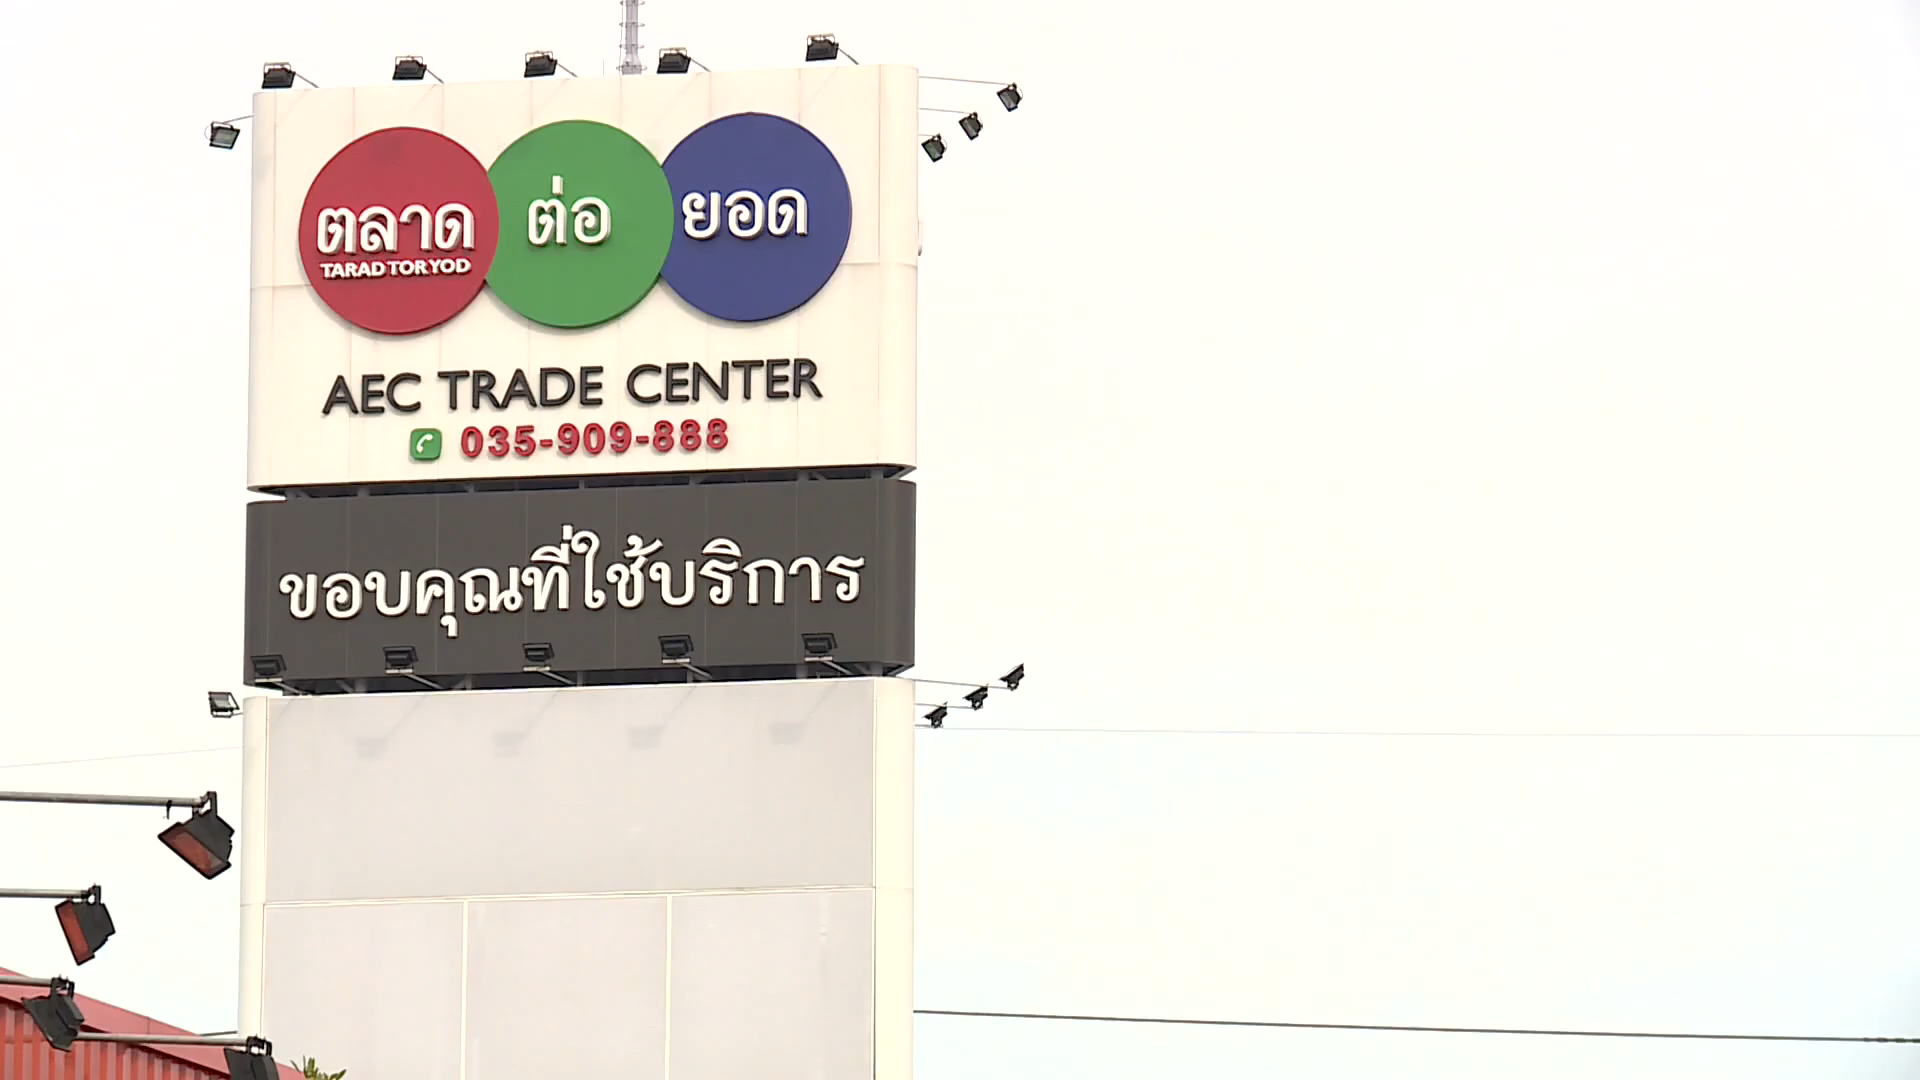 ตลาด ต่อ ยอด
TARAD TOR YOD
AEC TRADE CENTER
035-909-888
ขอบคุณที่ใช้บริการ